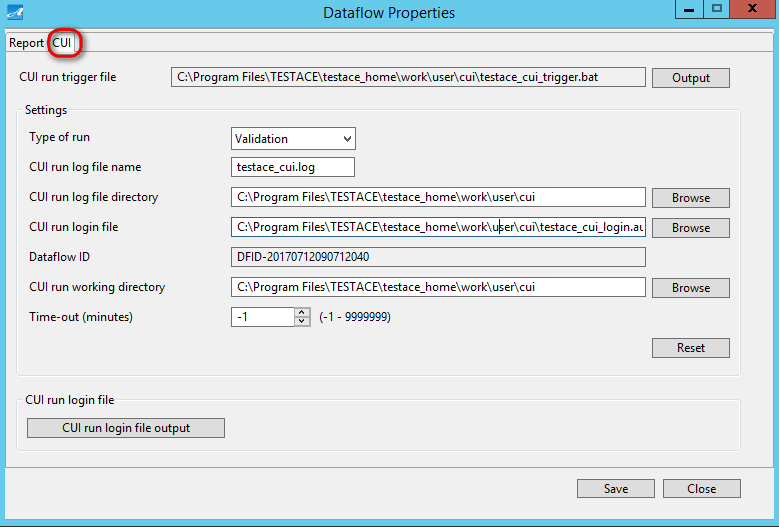 Dataflow Properties
Report CUI
CUI run trigger file C:\Program Files\TESTACE\testace_home\work\user\cui\testace_cui_trigger.bat Output
Settings
Type of run Validation
CUI run log file name testace_cui.log
CUI run log file directory C:\Program Files\TESTACE\testace_home\work\user\cui Browse
CUI run login file C:\Program Files\TESTACE\testace_home\work\user\cui\testace_cui_login.au Browse
Dataflow ID DFID-20170712090712040
CUI run working directory C:\Program Files\TESTACE\testace_home\work\user\cui Browse
Time-out (minutes) -1 (-1 - 9999999)
Reset
CUI run login file
CUI run login file output
Save Close